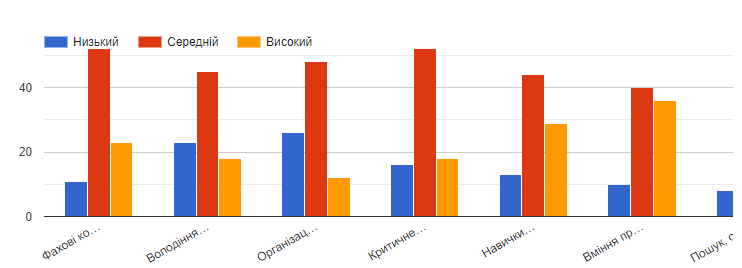 Низький Середній Високий
40
20
0
Фахові ко... Володіння... Організац... Критичне... Навички... Вміння пр... Пошук, о